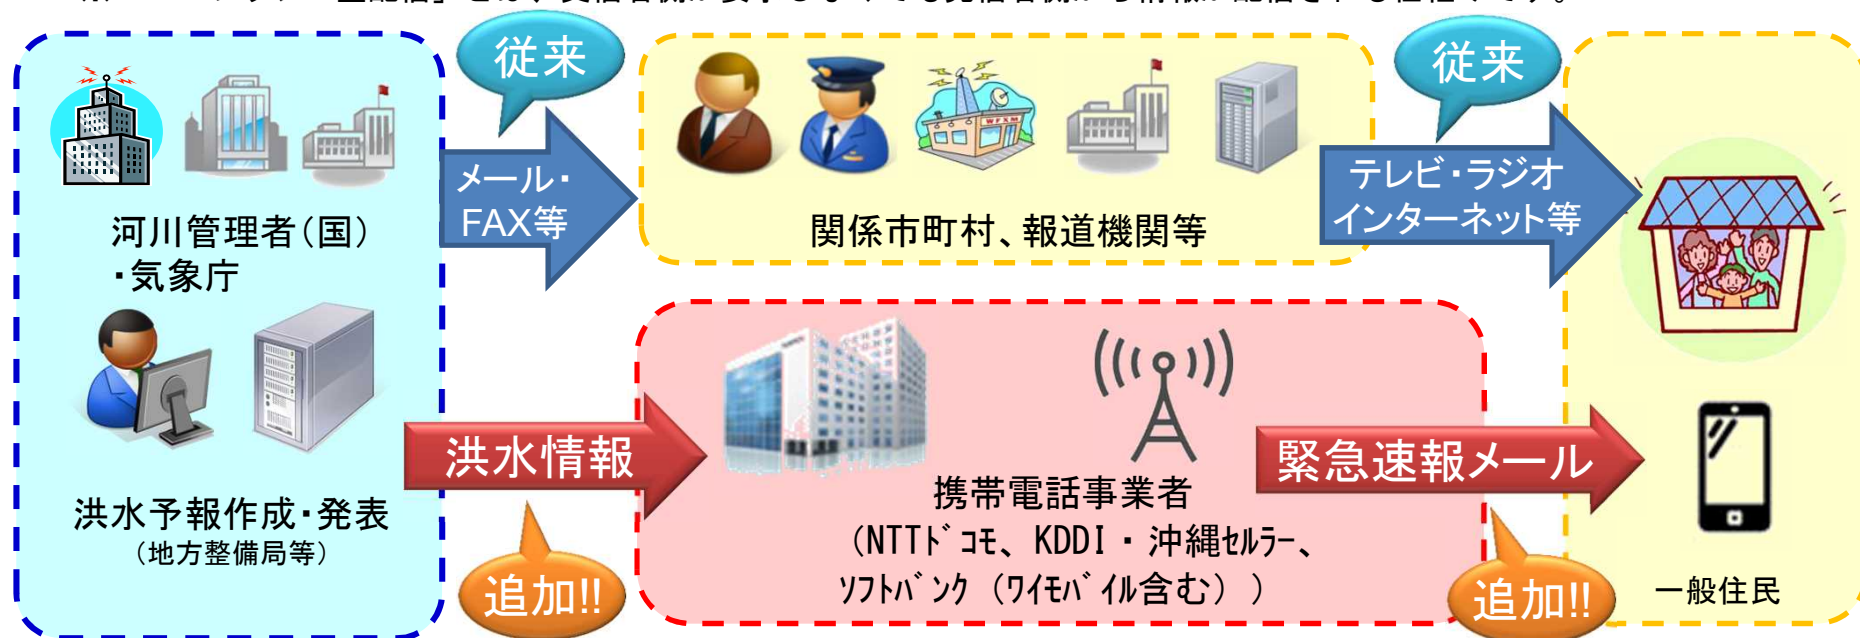 従来
従来
メール・
FAX等
テレビ・ラジオ
インターネット等
河川管理者(国)
・気象庁
関係市町村、報道機関等
WFXM
洪水情報
緊急速報メール
洪水予報作成・発表
(地方整備局等)
携帯電話事業者
(NTTドコモ、KDDI・沖縄セルラー、
ソフトバンク(ワイモバイル含む))
追加!!
追加!!
一般住民